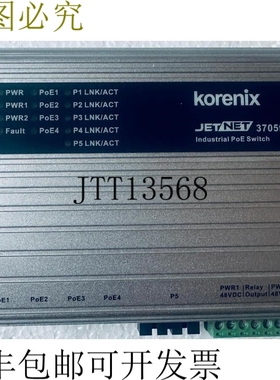 图必究
PWR PoE1 P1 LNK/ACT
PWR1 PoE2 P2 LNK/ACT
PWR2 PoE3 P3 LNK/ACT
Fault PoE4 P4 LNK/ACT
P5 LNK/ACT
korenix
JETNET 3705
Industrial PoE Switch
JTT13568
PoE2 PoE3 PoE4 P5
PWR1 Relay
48VDC Output
丰包邮可开发票